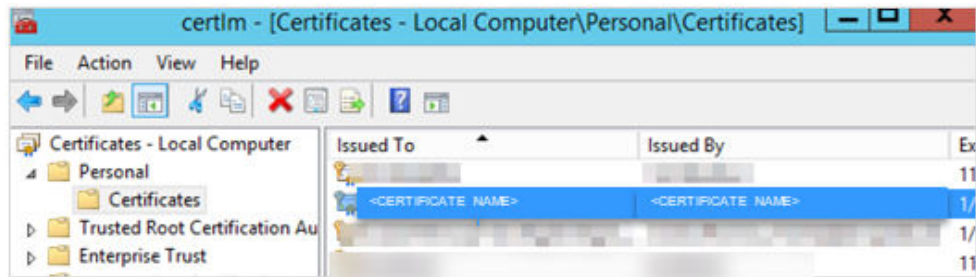 certlm - [Certificates - Local Computer\Personal\Certificates]
File Action View Help
Certificates - Local Computer
Personal
Certificates
Trusted Root Certification Au
Enterprise Trust
Issued To Issued By Ex
11
<CERTIFICATE NAME> <CERTIFICATE NAME> 1/
1/
11